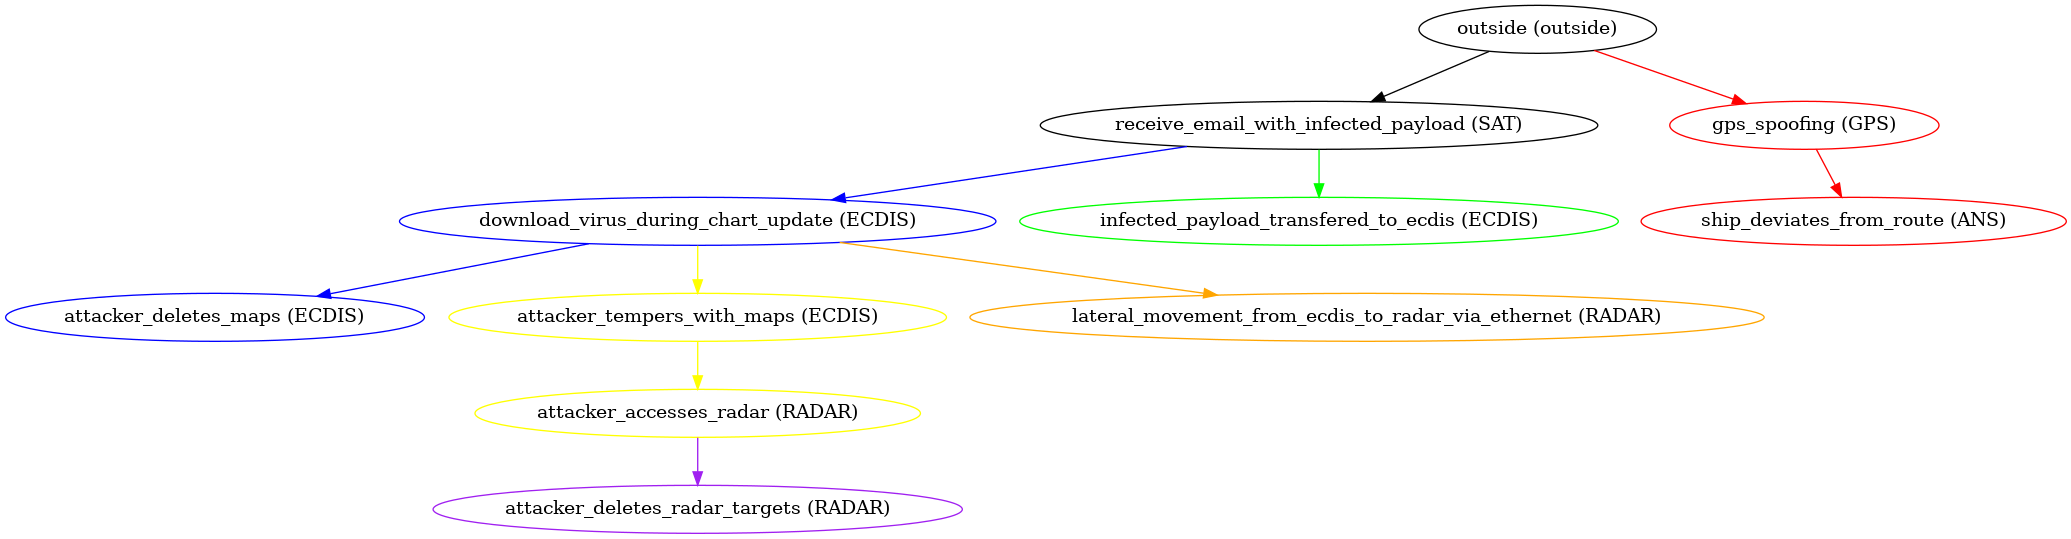 outside (outside)
receive_email_with_infected_payload (SAT)
gps_spoofing (GPS)
download_virus_during_chart_update (ECDIS)
infected_payload_transfered_to_ecdis (ECDIS)
ship_deviates_from_route (ANS)
attacker_deletes_maps (ECDIS)
attacker_tempers_with_maps (ECDIS)
lateral_movement_from_ecdis_to_radar_via_ethernet (RADAR)
attacker_accesses_radar (RADAR)
attacker_deletes_radar_targets (RADAR)